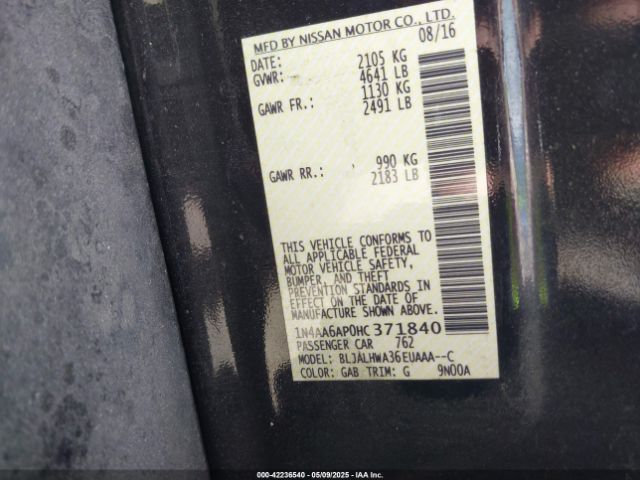 MFD BY NISSAN MOTOR CO., LTD.
DATE: 08/16
GVWR: 2105 KG
4641 LB
GAWR FR.: 1130 KG
2491 LB
GAWR RR.: 990 KG
2183 LB
THIS VEHICLE CONFORMS TO
ALL APPLICABLE FEDERAL
MOTOR VEHICLE SAFETY,
BUMPER, AND THEFT
PREVENTION STANDARDS IN
EFFECT ON THE DATE OF
MANUFACTURE SHOWN ABOVE.
1N4AA6AP0HC371840
PASSENGER CAR 762
MODEL: BLJALHWA36EUAAA--C
COLOR: GAB TRIM: G 9N00A
000-42236540 - 05/09/2025 - IAAI.COM